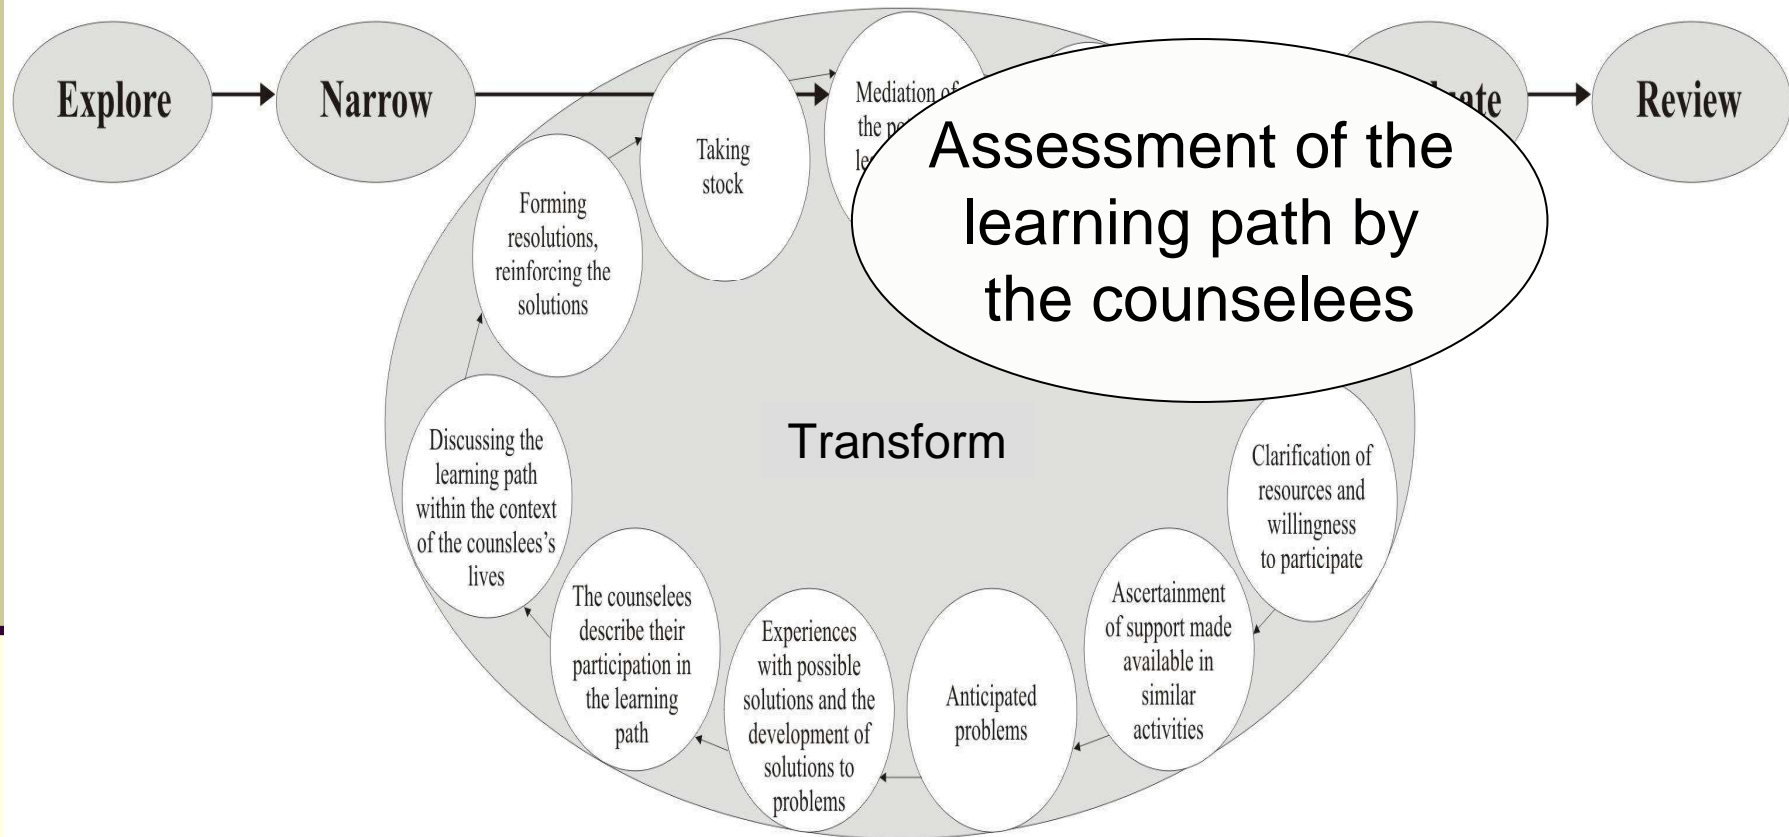 Explore
Narrow
Review
Mediation of
the
Assessment of the
learning path by
the counselees
Taking
stock
Forming
resolutions,
reinforcing the
solutions
Transform
Discussing the
learning path
within the context
of the counslees’s
lives
Clarification of
resources and
willingness
to participate
The counselees
describe their
participation in
the learning
path
Experiences
with possible
solutions and the
development of
solutions to
problems
Anticipated
problems
Ascertainment
of support made
available in
similar
activities